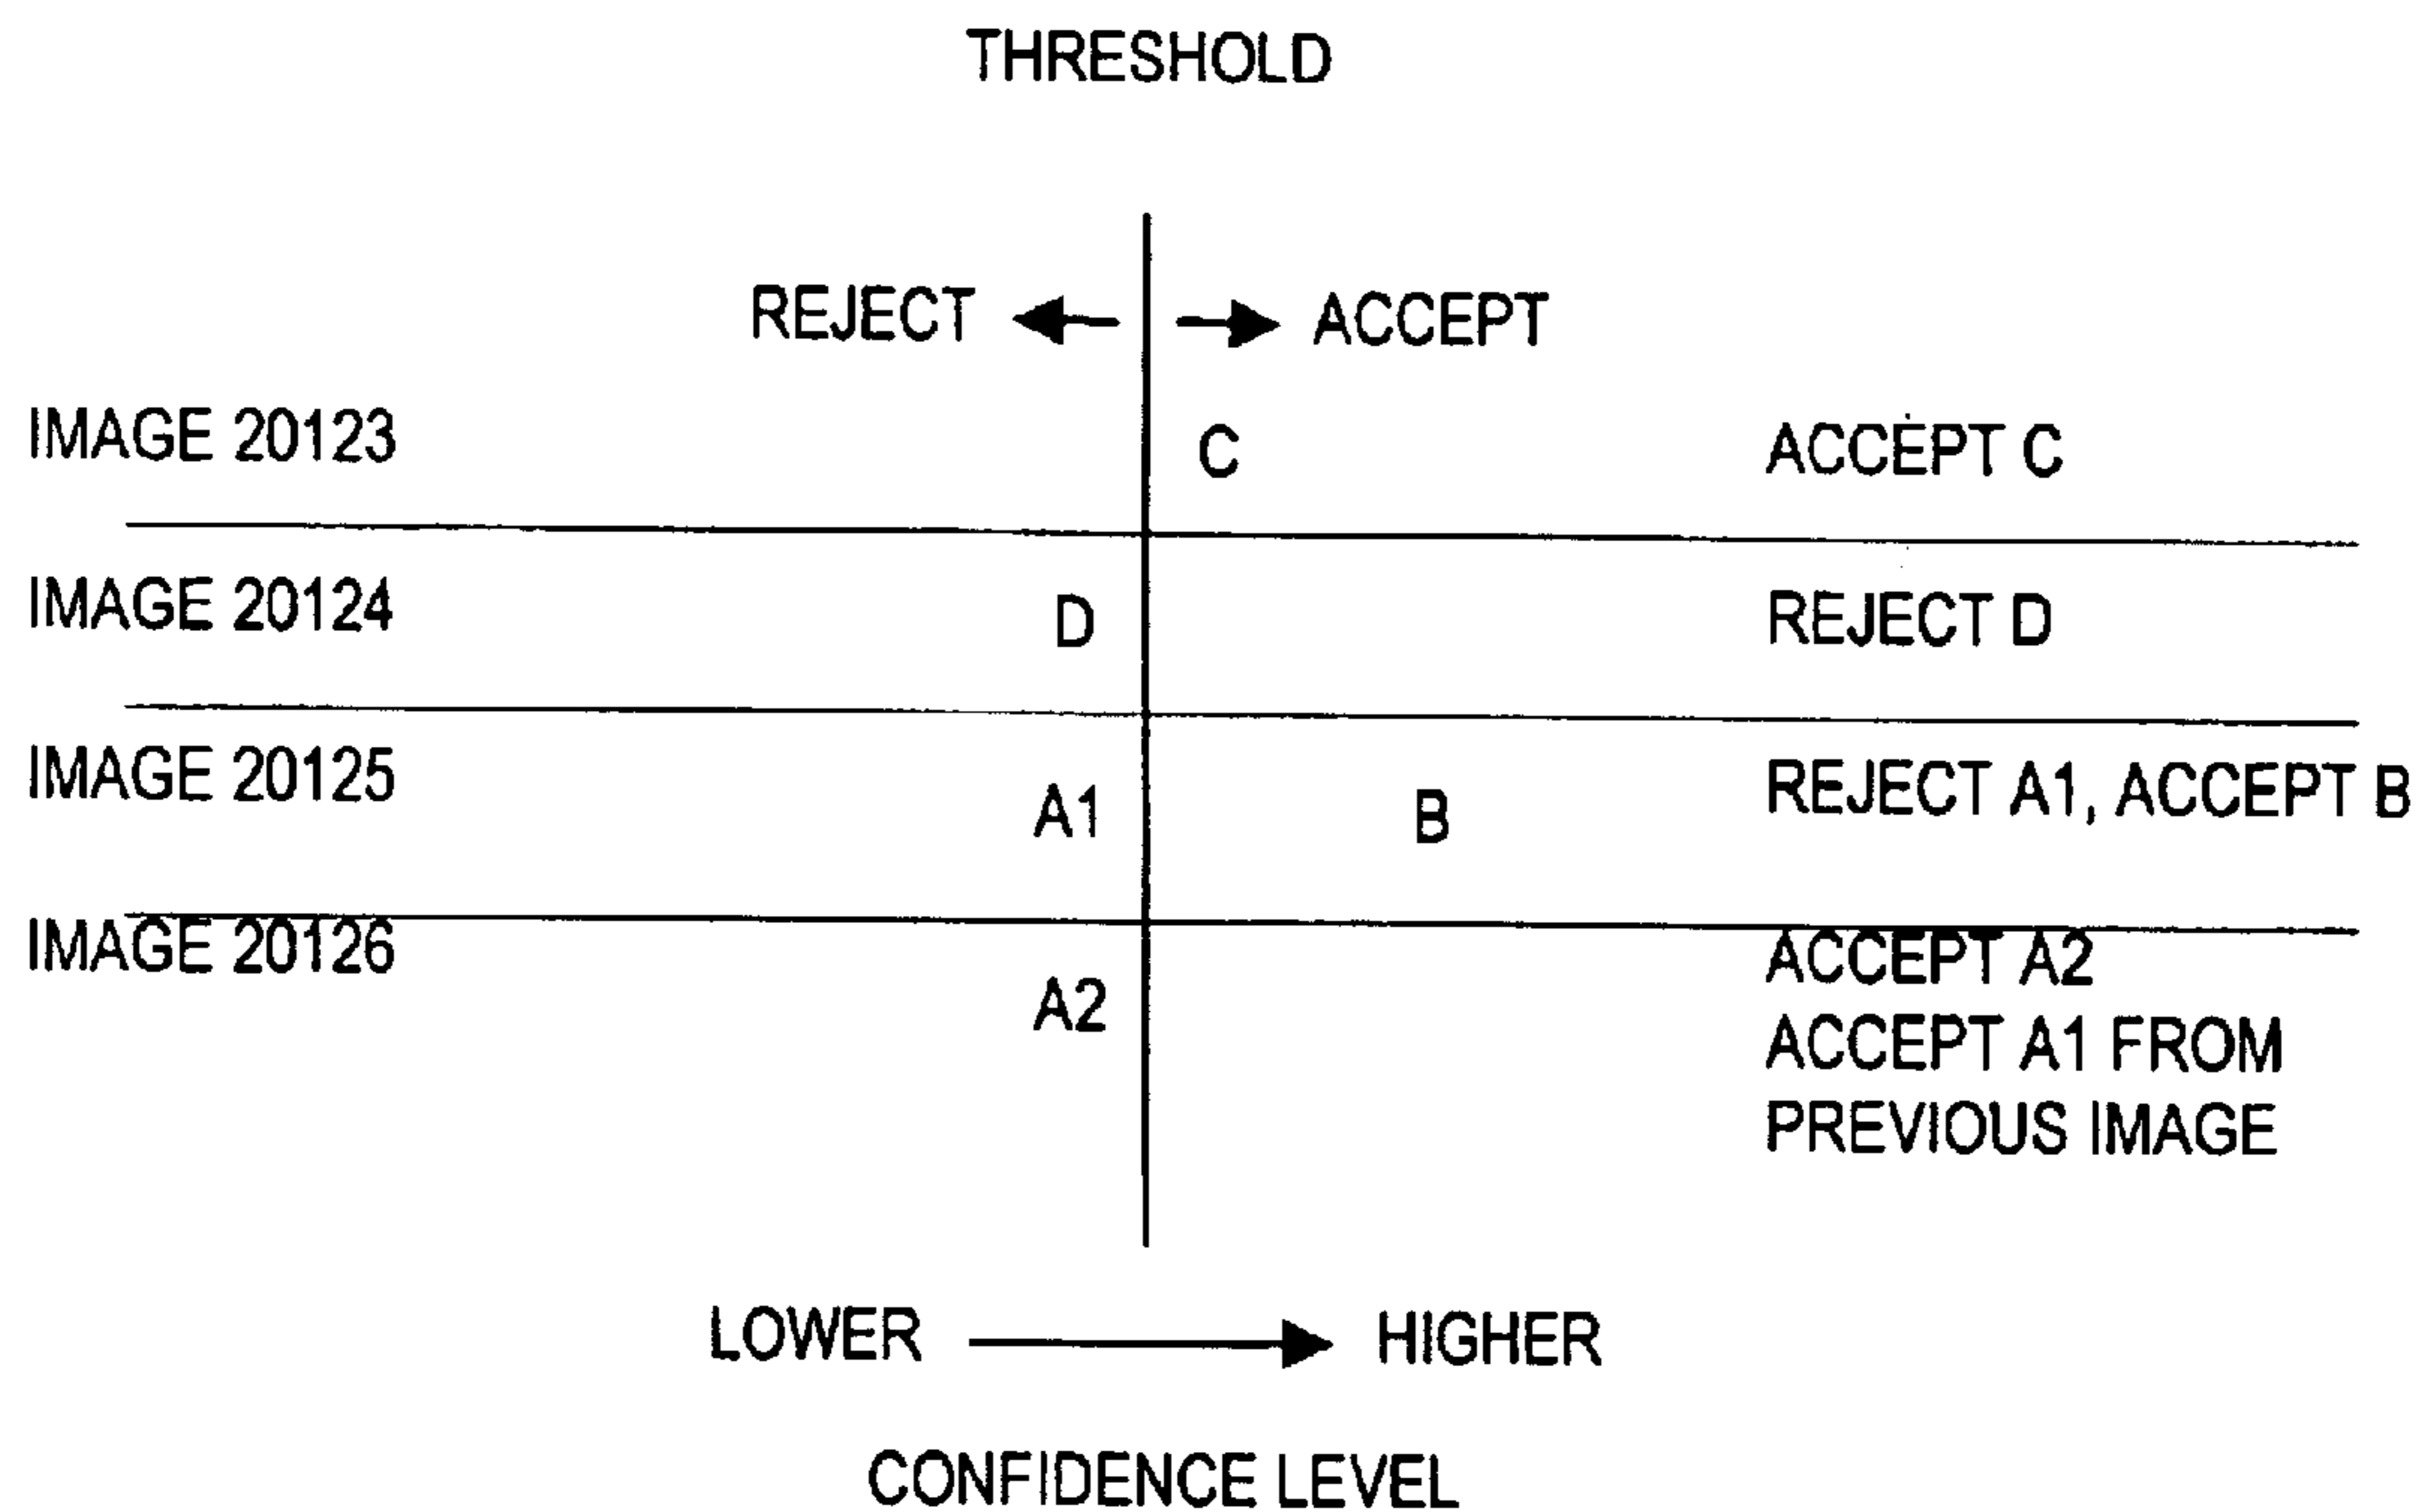 THRESHOLD
REJECT ACCEPT
IMAGE 20123 C ACCEPT C
IMAGE 20124 D REJECT D
IMAGE 20125 A1 B REJECT A1, ACCEPT B
IMAGE 20126 A2 ACCEPT A2
ACCEPT A1 FROM
PREVIOUS IMAGE
LOWER HIGHER
CONFIDENCE LEVEL